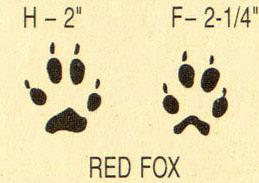 H – 2" F– 2-1/4"
RED FOX